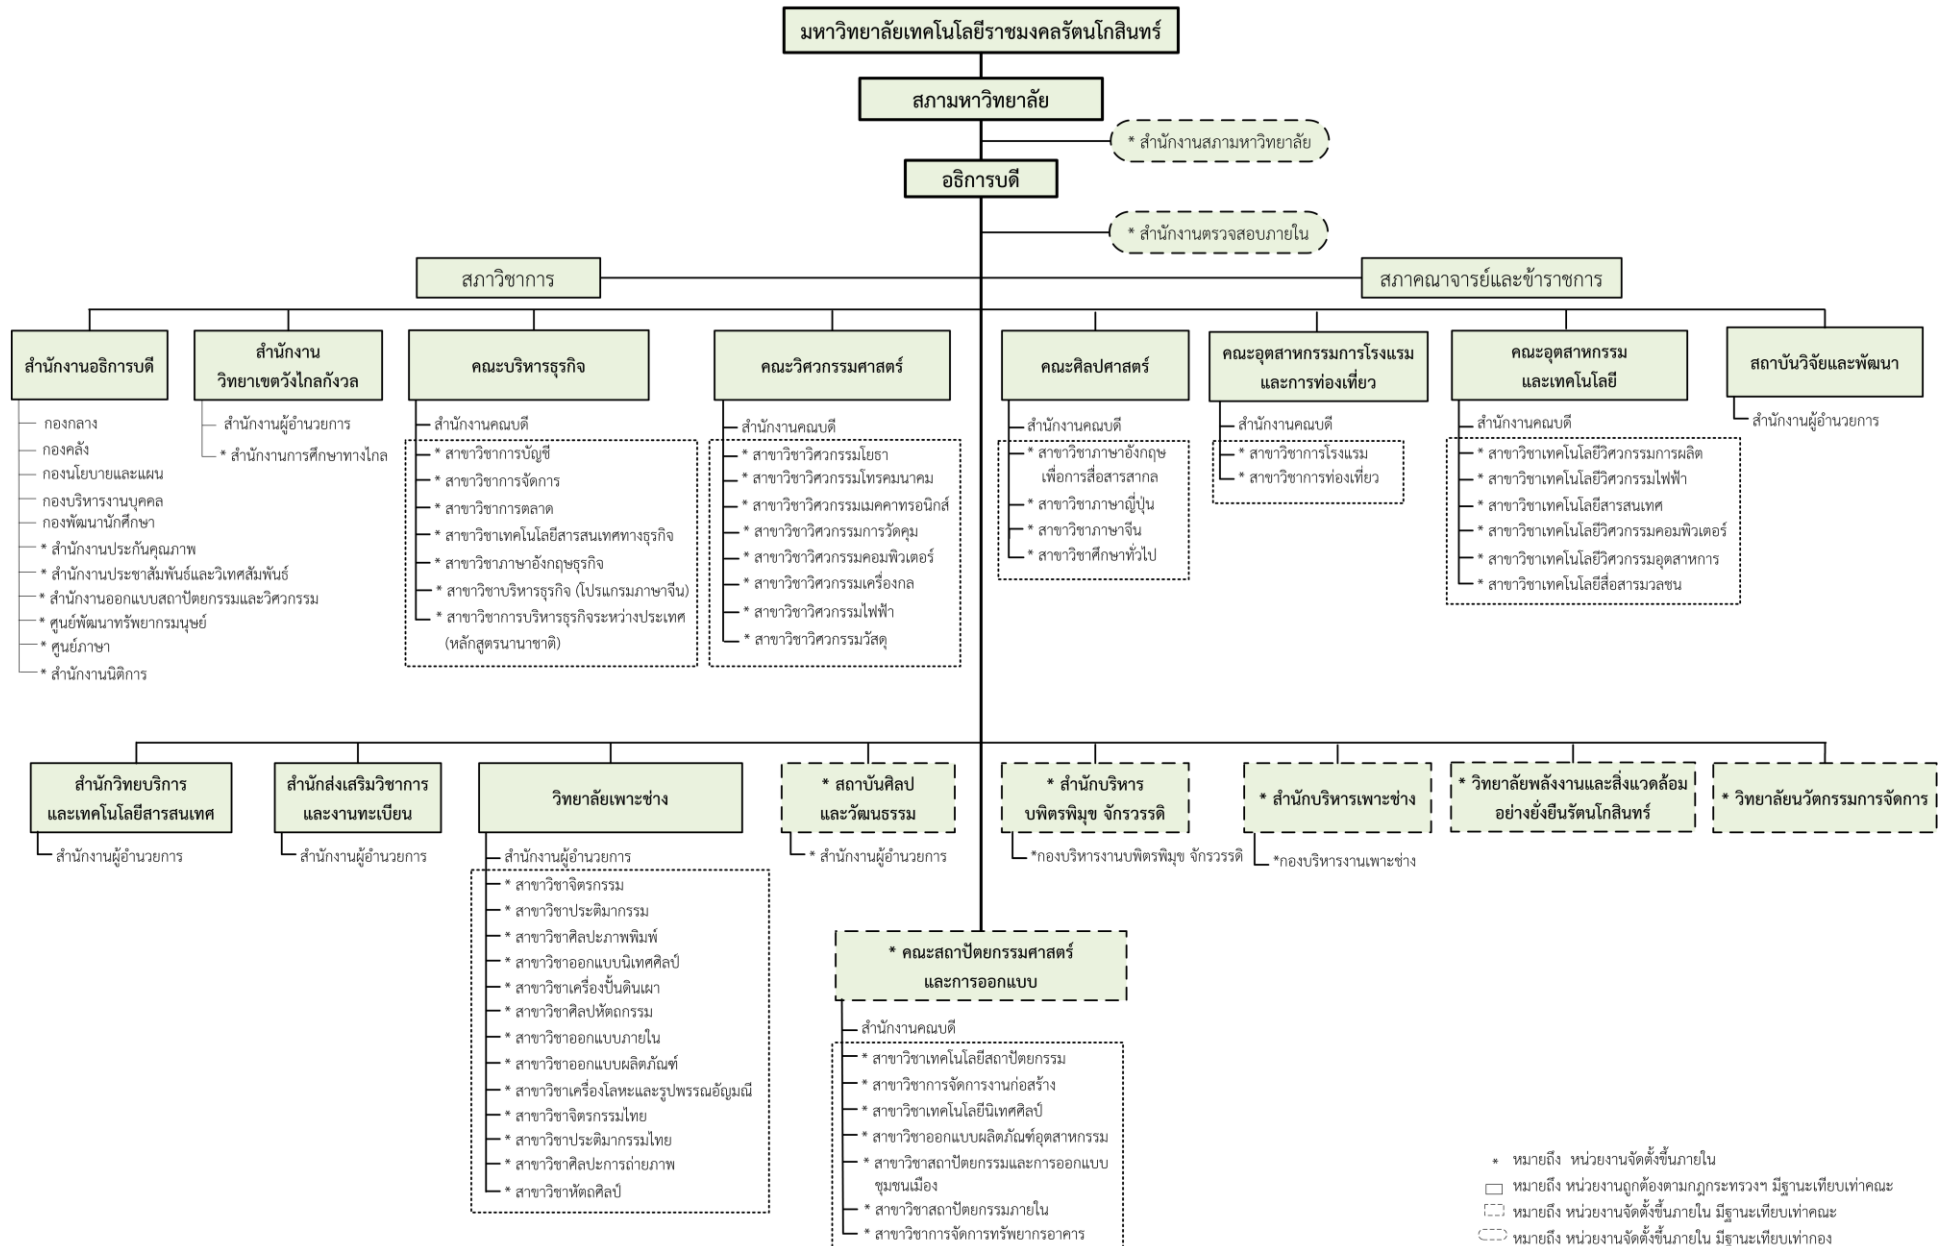 มหาวิทยาลัยเทคโนโลยีราชมงคลรัตนโกสินทร์
สภามหาวิทยาลัย
* สำนักงานสภามหาวิทยาลัย
อธิการบดี
* สำนักงานตรวจสอบภายใน
สภาวิชาการ
สภาคณาจารย์และข้าราชการ
สำนักงานอธิการบดี
กองกลาง
กองคลัง
กองนโยบายและแผน
กองบริหารงานบุคคล
กองพัฒนานักศึกษา
* สำนักงานประกันคุณภาพ
* สำนักงานประชาสัมพันธ์และวิเทศสัมพันธ์
* สำนักงานออกแบบสถาปัตยกรรมและวิศวกรรม
* ศูนย์พัฒนาทรัพยากรมนุษย์
* ศูนย์ภาษา
* สำนักงานนิติการ
สำนักงาน
วิทยาเขตวังไกลกังวล
สำนักงานผู้อำนวยการ
* สำนักงานการศึกษาทางไกล
คณะบริหารธุรกิจ
สำนักงานคณบดี
* สาขาวิชาการบัญชี
* สาขาวิชาการจัดการ
* สาขาวิชาการตลาด
* สาขาวิชาเทคโนโลยีสารสนเทศทางธุรกิจ
* สาขาวิชาภาษาอังกฤษธุรกิจ
* สาขาวิชาบริหารธุรกิจ (โปรแกรมภาษาจีน)
* สาขาวิชาการบริหารธุรกิจระหว่างประเทศ
(หลักสูตรนานาชาติ)
คณะวิศวกรรมศาสตร์
สำนักงานคณบดี
* สาขาวิชาวิศวกรรมโยธา
* สาขาวิชาวิศวกรรมโทรคมนาคม
* สาขาวิชาวิศวกรรมเมคคาทรอนิกส์
* สาขาวิชาวิศวกรรมการวัดคุม
* สาขาวิชาวิศวกรรมคอมพิวเตอร์
* สาขาวิชาวิศวกรรมเครื่องกล
* สาขาวิชาวิศวกรรมไฟฟ้า
* สาขาวิชาวิศวกรรมวัสดุ
คณะศิลปศาสตร์
สำนักงานคณบดี
* สาขาวิชาภาษาอังกฤษ
เพื่อการสื่อสารสากล
* สาขาวิชาภาษาญี่ปุ่น
* สาขาวิชาภาษาจีน
* สาขาวิชาศึกษาทั่วไป
คณะอุตสาหกรรมการโรงแรม
และการท่องเที่ยว
สำนักงานคณบดี
* สาขาวิชาการโรงแรม
* สาขาวิชาการท่องเที่ยว
คณะอุตสาหกรรม
และเทคโนโลยี
สำนักงานคณบดี
* สาขาวิชาเทคโนโลยีวิศวกรรมการผลิต
* สาขาวิชาเทคโนโลยีวิศวกรรมไฟฟ้า
* สาขาวิชาเทคโนโลยีสารสนเทศ
* สาขาวิชาเทคโนโลยีวิศวกรรมคอมพิวเตอร์
* สาขาวิชาเทคโนโลยีวิศวกรรมอุตสาหการ
* สาขาวิชาเทคโนโลยีสื่อสารมวลชน
สถาบันวิจัยและพัฒนา
สำนักงานผู้อำนวยการ
สำนักวิทยบริการ
และเทคโนโลยีสารสนเทศ
สำนักงานผู้อำนวยการ
สำนักส่งเสริมวิชาการ
และงานทะเบียน
สำนักงานผู้อำนวยการ
วิทยาลัยเพาะช่าง
สำนักงานผู้อำนวยการ
* สาขาวิชาจิตรกรรม
* สาขาวิชาประติมากรรม
* สาขาวิชาศิลปะภาพพิมพ์
* สาขาวิชาออกแบบนิเทศศิลป์
* สาขาวิชาเครื่องปั้นดินเผา
* สาขาวิชาศิลปหัตถกรรม
* สาขาวิชาออกแบบภายใน
* สาขาวิชาออกแบบผลิตภัณฑ์
* สาขาวิชาเครื่องโลหะและรูปพรรณอัญมณี
* สาขาวิชาจิตรกรรมไทย
* สาขาวิชาประติมากรรมไทย
* สาขาวิชาศิลปะการถ่ายภาพ
* สาขาวิชาหัตถศิลป์
* สถาบันศิลป
และวัฒนธรรม
* สำนักงานผู้อำนวยการ
* สำนักบริหาร
บพิตรพิมุข จักรวรรดิ
*กองบริหารงานบพิตรพิมุข จักรวรรดิ
* สำนักบริหารเพาะช่าง
*กองบริหารงานเพาะช่าง
* วิทยาลัยพลังงานและสิ่งแวดล้อม
อย่างยั่งยืนรัตนโกสินทร์
* วิทยาลัยนวัตกรรมการจัดการ
* คณะสถาปัตยกรรมศาสตร์
และการออกแบบ
สำนักงานคณบดี
* สาขาวิชาเทคโนโลยีสถาปัตยกรรม
* สาขาวิชาการจัดการงานก่อสร้าง
* สาขาวิชาเทคโนโลยีนิเทศศิลป์
* สาขาวิชาออกแบบผลิตภัณฑ์อุตสาหกรรม
* สาขาวิชาสถาปัตยกรรมและการออกแบบ
ชุมชนเมือง
* สาขาวิชาสถาปัตยกรรมภายใน
* สาขาวิชาการจัดการทรัพยากรอาคาร
* หมายถึง หน่วยงานจัดตั้งขึ้นภายใน
หมายถึง หน่วยงานถูกต้องตามกฎกระทรวงฯ มีฐานะเทียบเท่าคณะ
หมายถึง หน่วยงานจัดตั้งขึ้นภายใน มีฐานะเทียบเท่าคณะ
หมายถึง หน่วยงานจัดตั้งขึ้นภายใน มีฐานะเทียบเท่ากอง